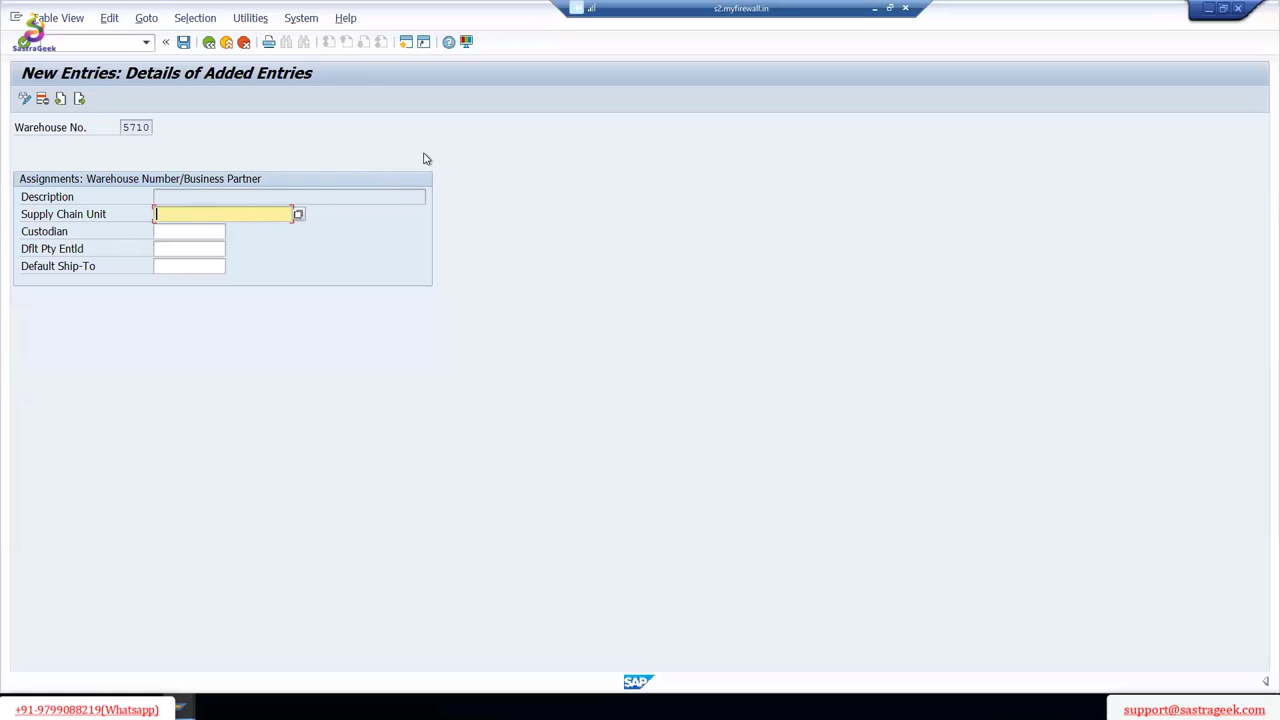 Table View Edit Goto Selection Utilities System Help
s2.myfirewall.in
SastraGeek
New Entries: Details of Added Entries
Warehouse No. 5710
Assignments: Warehouse Number/Business Partner
Description
Supply Chain Unit
Custodian
Dflt Pty Entld
Default Ship-To
SAP
+91-9799088219(Whatsapp)
support@sastrageek.com